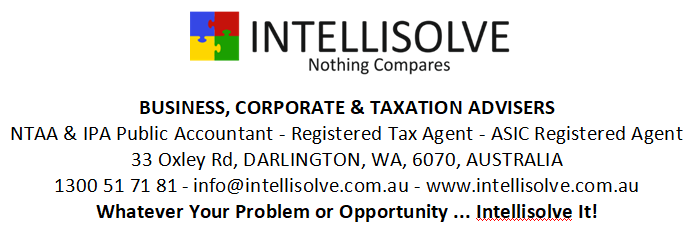 INTELLISOLVE
Nothing Compares
BUSINESS, CORPORATE & TAXATION ADVISERS
NTAA & IPA Public Accountant - Registered Tax Agent - ASIC Registered Agent
33 Oxley Rd, DARLINGTON, WA, 6070, AUSTRALIA
1300 51 71 81 - info@intellisolve.com.au - www.intellisolve.com.au
Whatever Your Problem or Opportunity ... Intellisolve It!